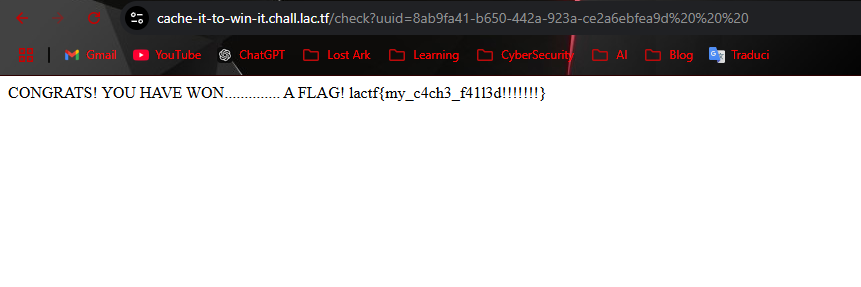 cache-it-to-win-it.chall.lac.tf/check?uuid=8ab9fa41-b650-442a-923a-ce2a6ebfea9d%20%20%20
Gmail YouTube ChatGPT Lost Ark Learning CyberSecurity AI Blog Traduci
CONGRATS! YOU HAVE WON.............. A FLAG! lactf{my_c4ch3_f41l3d!!!!!!!}